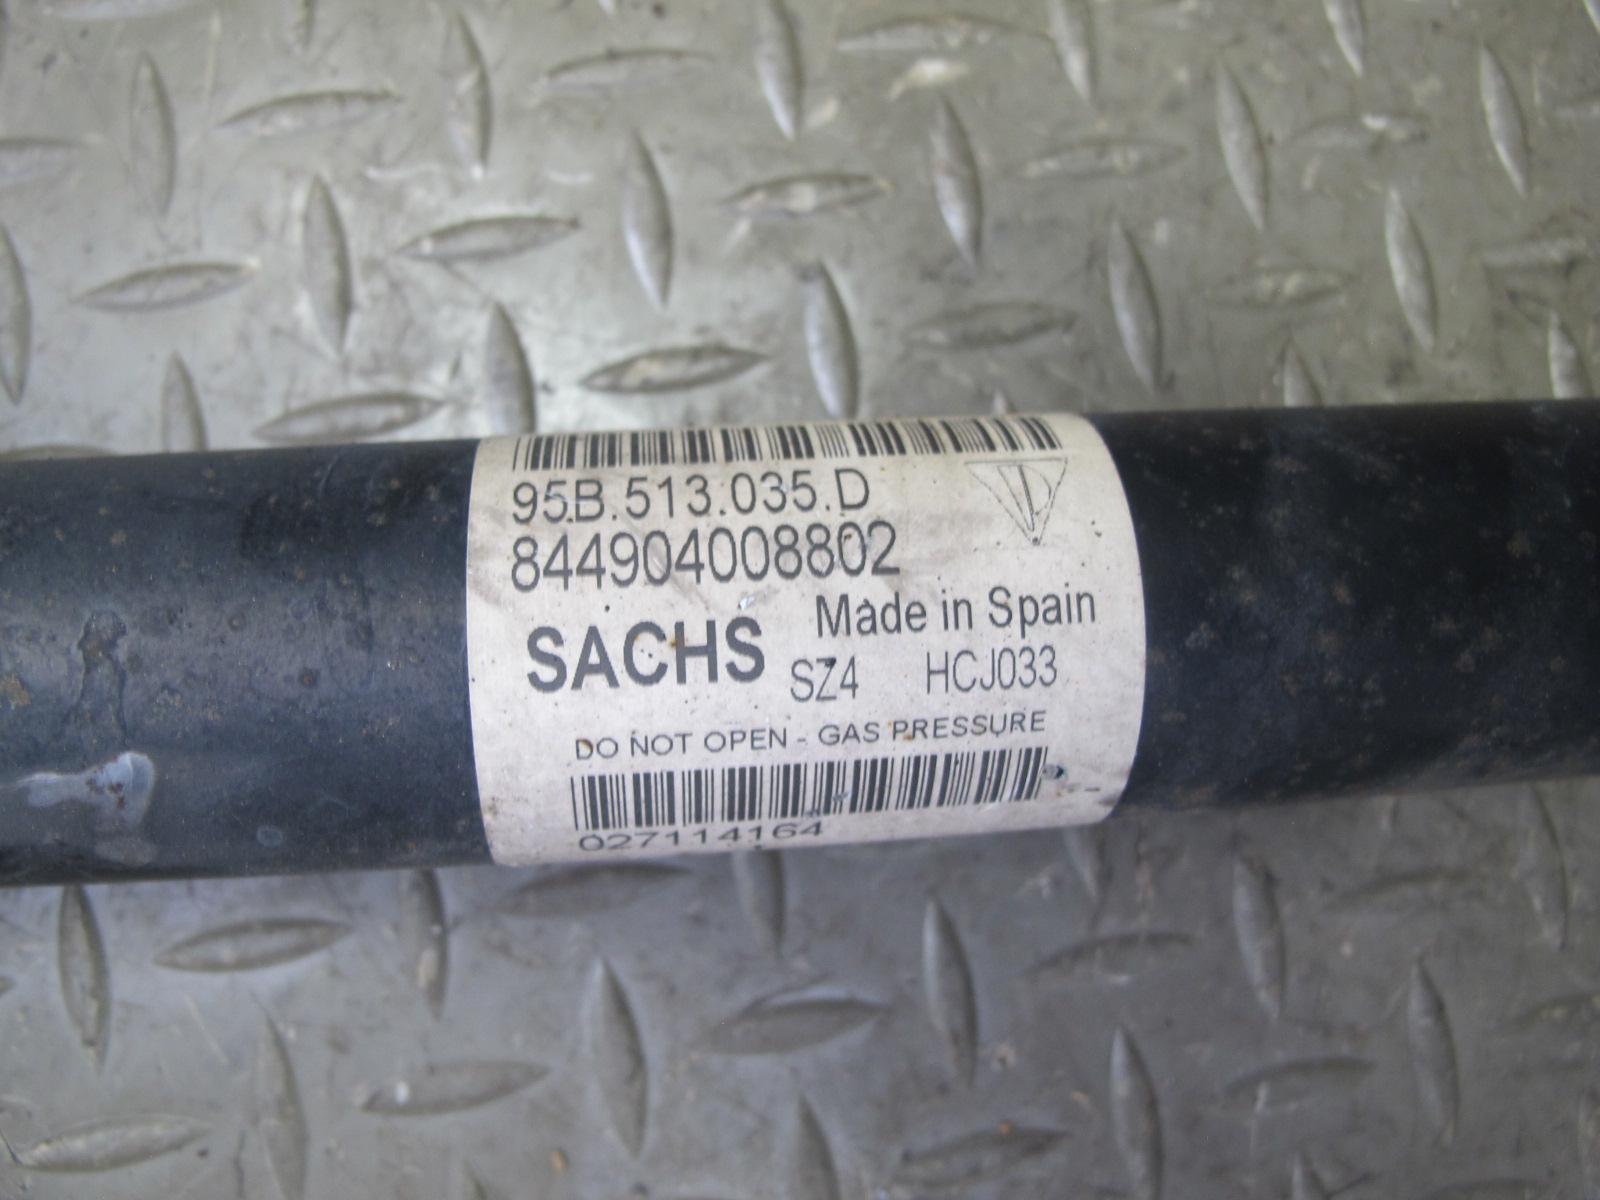 95B.513.035.D
844904008802
Made in Spain
SACHS SZ4 HCJ033
DO NOT OPEN - GAS PRESSURE
027114164